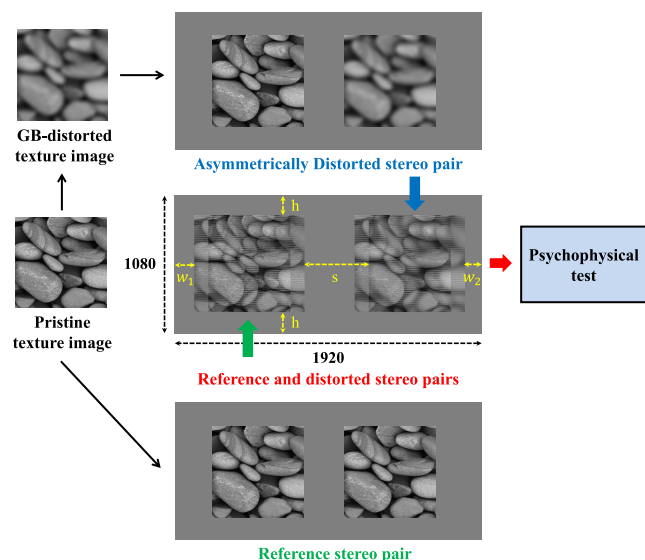 GB-distorted
texture image
Asymmetrically Distorted stereo pair
h
1080
w1
s
w2
h
1920
Psychophysical
test
Pristine
texture image
Reference and distorted stereo pairs
Reference stereo pair